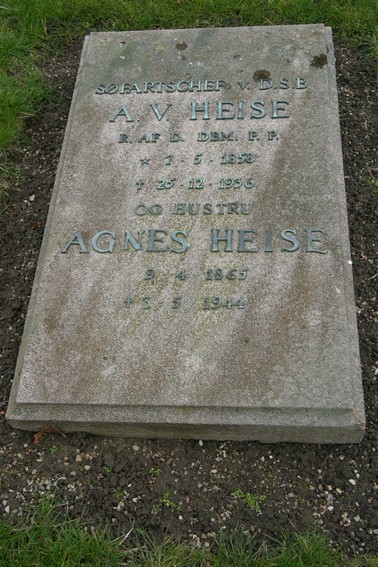 SØFARTSCHEF V. D.S.B
A. V. HEISE
R. AF D. DBM. P. P.
* 7 · 5 · 1858
† 25 · 12 · 1936
OG HUSTRU
AGNES HEISE
9 · 4 · 1865
† 3 · 5 · 1944